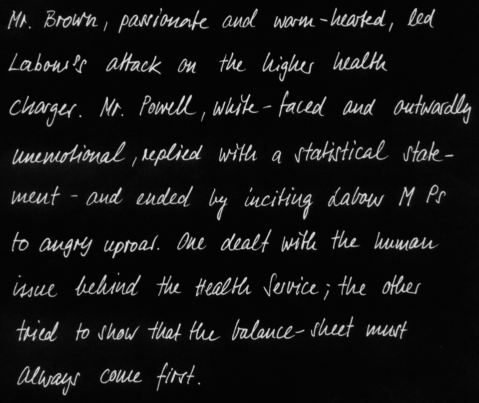 Mr. Brown, passionate and warm-hearted, led
Labour's attack on the higher health
charges. Mr. Powell, white-faced and outwardly
unemotional, replied with a statistical state-
ment - and ended by inciting Labour M Ps
to angry uproar. One dealt with the human
issue behind the Health Service; the other
tried to show that the balance-sheet must
always come first.